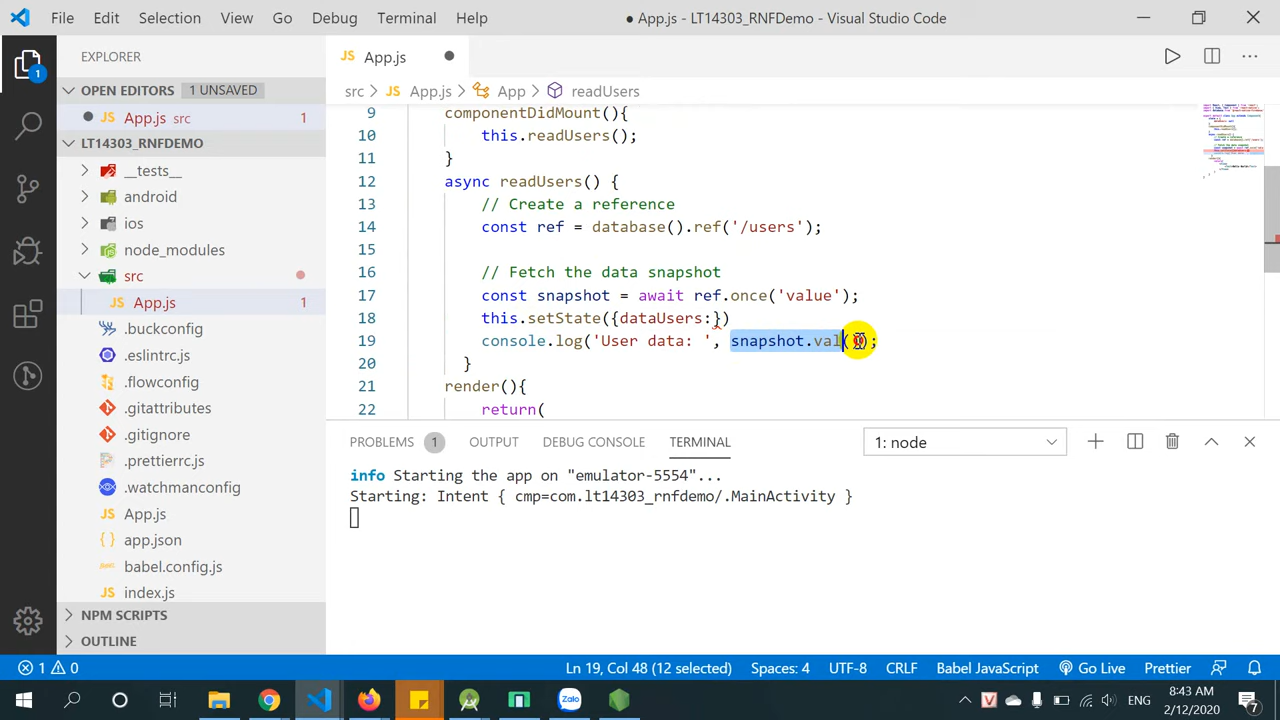 File Edit Selection View Go Debug Terminal Help ● App.js - LT14303_RNFDemo - Visual Studio Code
EXPLORER
OPEN EDITORS 1 UNSAVED
JS App.js src 1
LT14303_RNFDEMO
__tests__
android
ios
node_modules
src
JS App.js 1
.buckconfig
.eslintrc.js
.flowconfig
.gitattributes
.gitignore
.prettierrc.js
.watchmanconfig
JS App.js
app.json
babel.config.js
JS index.js
NPM SCRIPTS
OUTLINE
1
JS App.js ●
src > JS App.js > App > readUsers
9 componentDidMount(){
10 this.readUsers();
11 }
12 async readUsers() {
13 // Create a reference
14 const ref = database().ref('/users');
15
16 // Fetch the data snapshot
17 const snapshot = await ref.once('value');
18 this.setState({dataUsers:})
19 console.log('User data: ', snapshot.val());
20 }
21 render(){
22 return(
PROBLEMS 1 OUTPUT DEBUG CONSOLE TERMINAL 1: node
info Starting the app on "emulator-5554"...
Starting: Intent { cmp=com.lt14303_rnfdemo/.MainActivity }
1 0 Ln 19, Col 48 (12 selected) Spaces: 4 UTF-8 CRLF Babel JavaScript Go Live Prettier
Zalo ENG 8:43 AM
2/12/2020 7